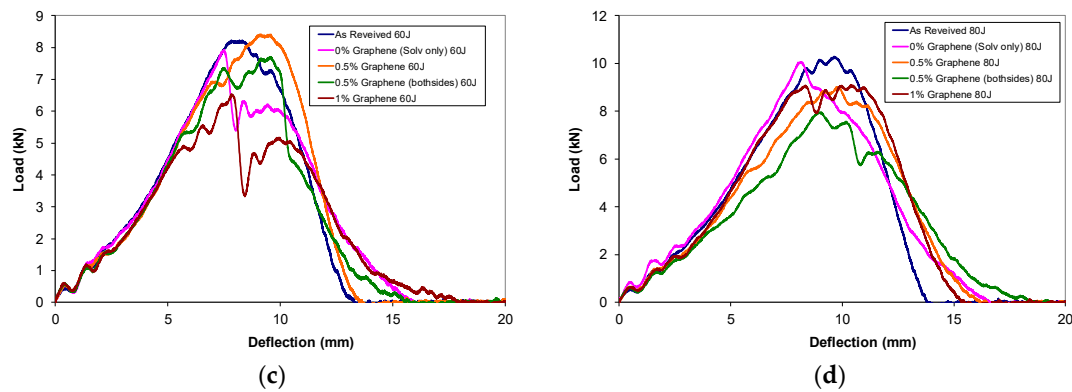 9
8
7
6
5
4
3
2
1
0
Load (kN)
As Reveived 60J
0% Graphene (Solv only) 60J
0.5% Graphene 60J
0.5% Graphene (bothsides) 60J
1% Graphene 60J
0 5 10 15 20
Deflection (mm)
(c)
12
10
8
6
4
2
0
Load (kN)
As Reveived 80J
0% Graphene (Solv only) 80J
0.5% Graphene 80J
0.5% Graphene (bothsides) 80J
1% Graphene 80J
0 5 10 15 20
Deflection (mm)
(d)